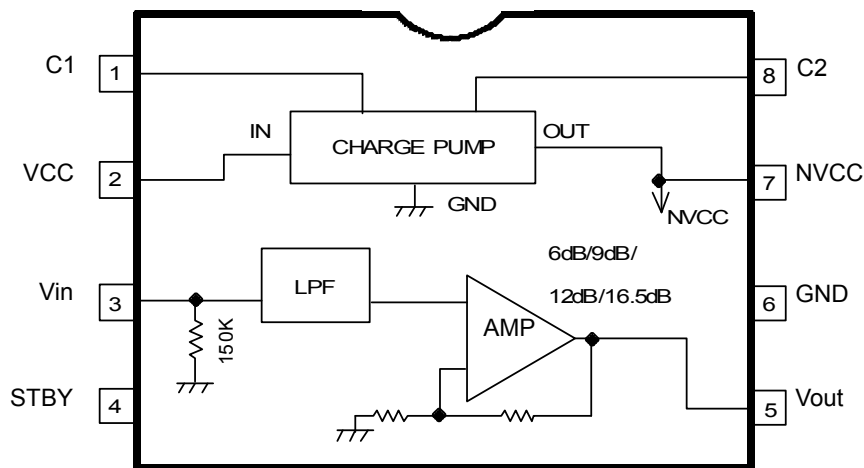 C1
1
8
C2
IN
CHARGE PUMP
OUT
VCC
2
7
NVCC
GND
NVCC
6dB/9dB/
12dB/16.5dB
Vin
3
LPF
6
GND
150K
AMP
STBY
4
5
Vout